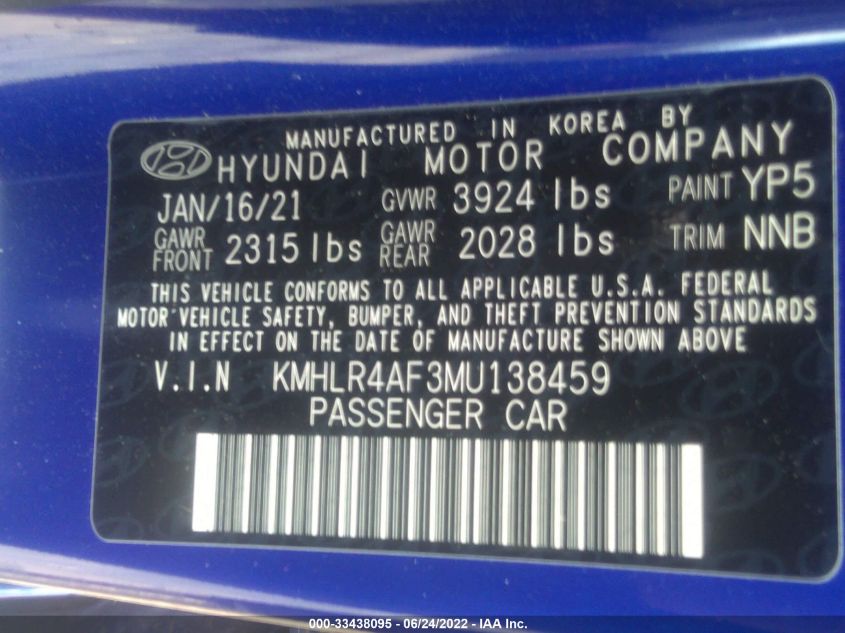 MANUFACTURED IN KOREA BY
HYUNDAI MOTOR COMPANY
JAN/16/21 GVWR 3924 lbs PAINT YP5
GAWR FRONT 2315 lbs GAWR REAR 2028 lbs TRIM NNB
THIS VEHICLE CONFORMS TO ALL APPLICABLE U.S.A. FEDERAL
MOTOR VEHICLE SAFETY, BUMPER, AND THEFT PREVENTION STANDARDS
IN EFFECT ON THE DATE OF MANUFACTURE SHOWN ABOVE
V.I.N KMHLR4AF3MU138459
PASSENGER CAR
000-33438095 - 06/24/2022 - IAA Inc.